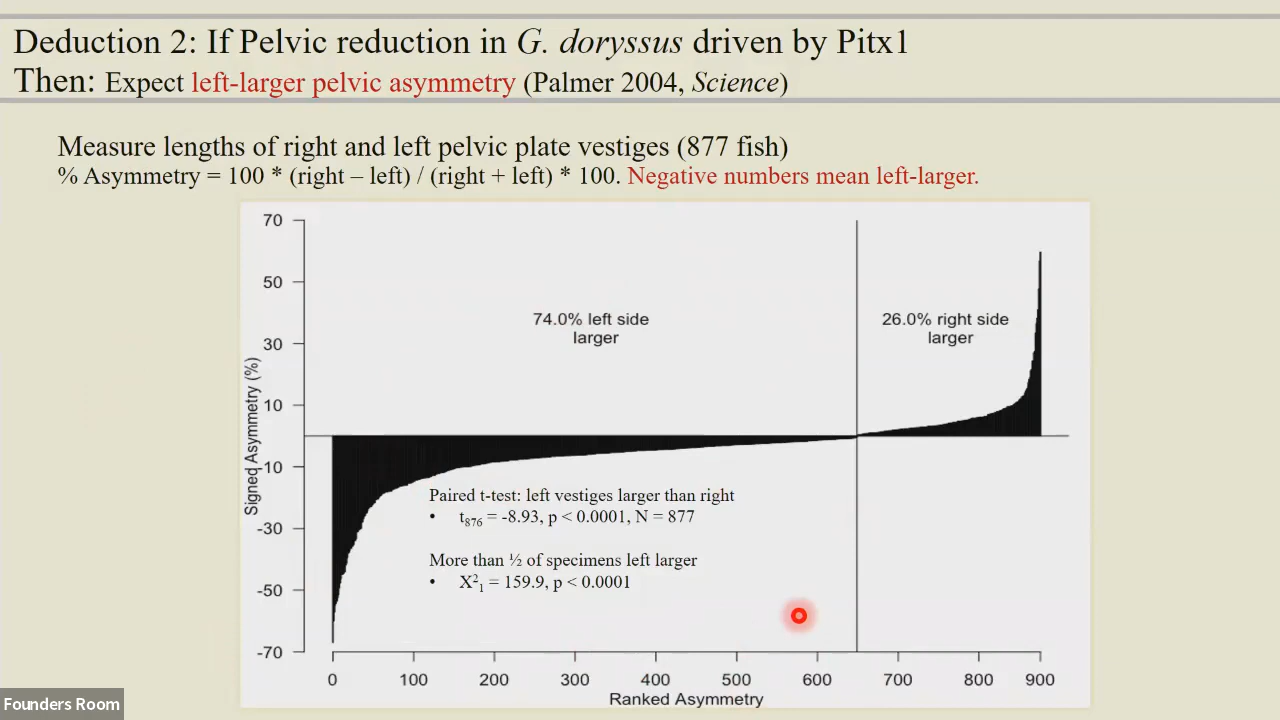 Deduction 2: If Pelvic reduction in G. doryssus driven by Pitx1
Then: Expect left-larger pelvic asymmetry (Palmer 2004, Science)
Measure lengths of right and left pelvic plate vestiges (877 fish)
% Asymmetry = 100 * (right – left) / (right + left) * 100. Negative numbers mean left-larger.
70
50
30
10
-10
-30
-50
-70
Signed Asymmetry (%)
74.0% left side
larger
26.0% right side
larger
Paired t-test: left vestiges larger than right
• t876 = -8.93, p < 0.0001, N = 877
More than ½ of specimens left larger
• X²1 = 159.9, p < 0.0001
0 100 200 300 400 500 600 700 800 900
Ranked Asymmetry
Founders Room